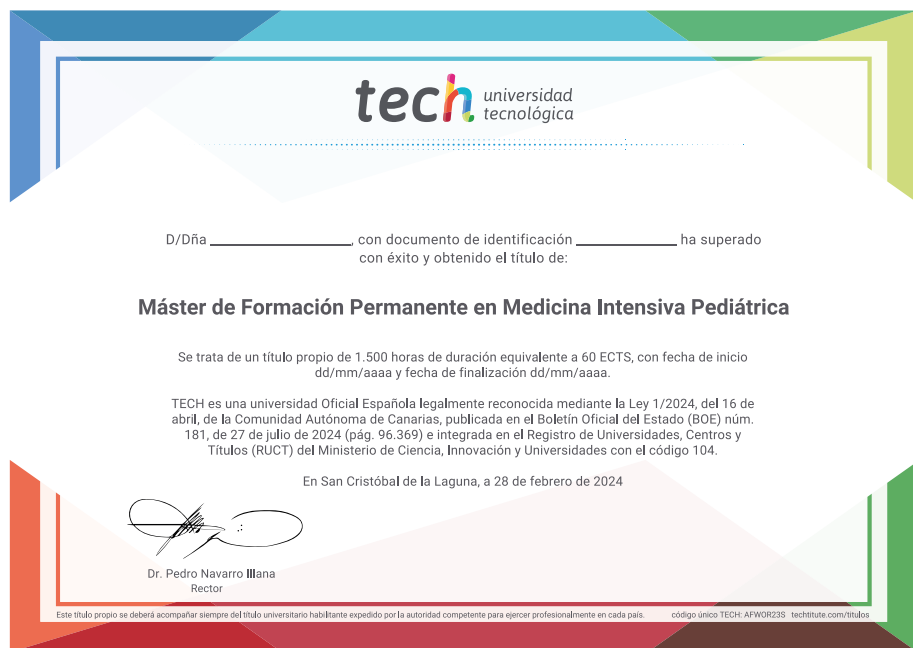 tech universidad
tecnológica
D/Dña ________________, con documento de identificación ___________ ha superado
con éxito y obtenido el título de:
Máster de Formación Permanente en Medicina Intensiva Pediátrica
Se trata de un título propio de 1.500 horas de duración equivalente a 60 ECTS, con fecha de inicio
dd/mm/aaaa y fecha de finalización dd/mm/aaaa.
TECH es una universidad Oficial Española legalmente reconocida mediante la Ley 1/2024, del 16 de
abril, de la Comunidad Autónoma de Canarias, publicada en el Boletín Oficial del Estado (BOE) núm.
181, de 27 de julio de 2024 (pág. 96.369) e integrada en el Registro de Universidades, Centros y
Títulos (RUCT) del Ministerio de Ciencia, Innovación y Universidades con el código 104.
En San Cristóbal de la Laguna, a 28 de febrero de 2024
Dr. Pedro Navarro Illana
Rector
Este título propio se deberá acompañar siempre del título universitario habilitante expedido por la autoridad competente para ejercer profesionalmente en cada país. código único TECH: AFWOR23S techtitute.com/titulos